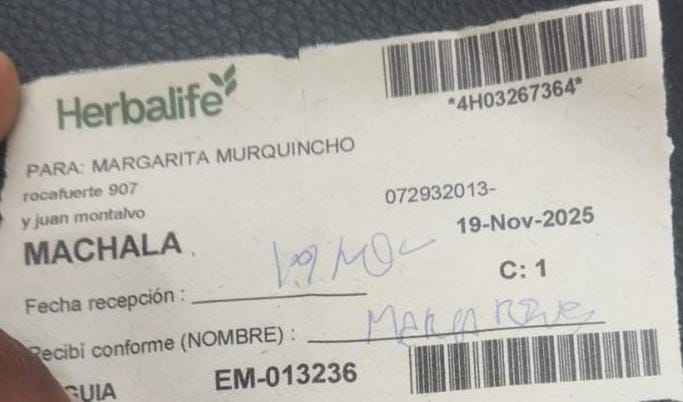 Herbalife
*4H03267364*
PARA: MARGARITA MURQUINCHO
rocafuerte 907
y juan montalvo
072932013-
MACHALA
19-Nov-2025
C: 1
Fecha recepción :
Recibí conforme (NOMBRE) :
GUIA
EM-013236